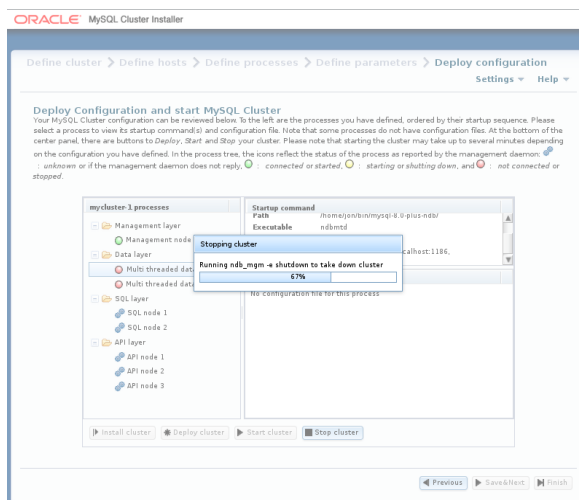 ORACLE® MySQL Cluster Installer
Define cluster > Define hosts > Define processes > Define parameters > Deploy configuration
Settings Help
Deploy Configuration and start MySQL Cluster
Your MySQL Cluster configuration can be reviewed below. To the left are the processes you have defined, ordered by their startup sequence. Please
select a process to view its startup command(s) and configuration file. Note that some processes do not have configuration files. At the bottom of the
center panel, there are buttons to Deploy, Start and Stop your cluster. Please note that starting the cluster may take up to several minutes depending
on the configuration you have defined. In the process tree, the icons reflect the status of the process as reported by the management daemon:
: unknown or if the management daemon does not reply, : connected or started, : starting or shutting down, and : not connected or
stopped.
mycluster-1 processes
Management layer
Management node
Data layer
Multi threaded dat
Multi threaded dat
SQL layer
SQL node 1
SQL node 2
API layer
API node 1
API node 2
API node 3
Startup command
Path /home/jon/bin/mysql-8.0-plus-ndb/
Executable ndbmtd
calhost:1186,
No configuration file for this process
Stopping cluster
Running ndb_mgm -e shutdown to take down cluster
67%
Install cluster Deploy cluster Start cluster Stop cluster
Previous Save&Next Finish